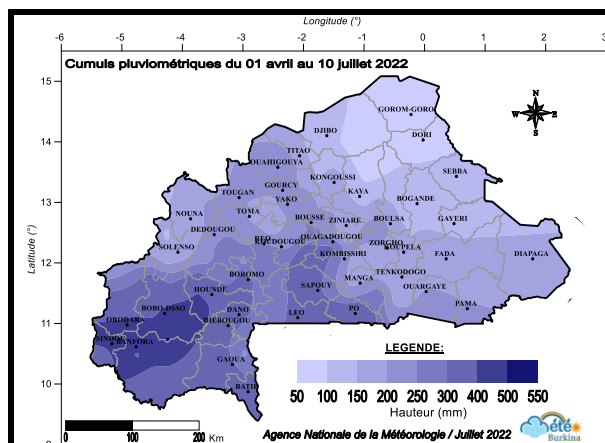 Longitude (°)
-6 -5 -4 -3 -2 -1 0 1 2 3
Cumuls pluviométriques du 01 avril au 10 juillet 2022
15
GOROM-GORO
N
W E
S
DJIBO
DORI
14
TITAO
OUAHIGOUYA
KONGOUSSI
SEBBA
TOUGAN
GOURCY
KAYA
YAKO
BOGANDE
13
NOUNA
TOMA
BOUSSE
ZINIARE
BOULSA
GAYERI
DEDOUGOU
OUAGADOUGOU
SOLENSO
KOUDOUGOU
ZORGHO
KOUPELA
KOMBISSIRI
FADA
DIAPAGA
Latitude (°)
12
BOROMO
TENKODOGO
MANGA
HOUNDE
SAPOUY
OUARGAYE
BOBO-DSSO
DANO
LEO
PO
PAMA
ORODARA
DIEBOUGOU
11
SINDOU
BANFORA
LEGENDE:
GAOUA
10
BATIE
50 100 150 200 250 300 400 500 550
Hauteur (mm)
0 100 200 Km
Agence Nationale de la Météorologie / Juillet 2022
météo
Burkina